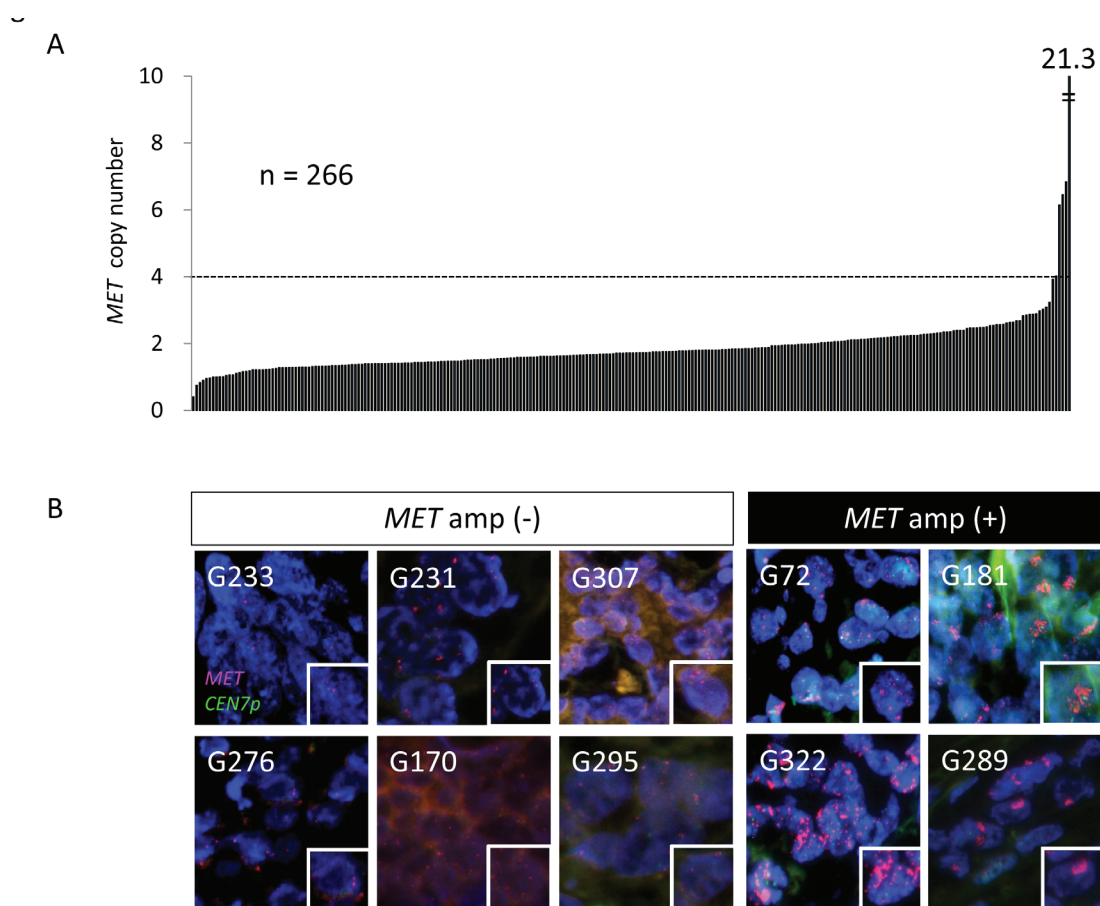 A
21.3
10
8
6
4
2
0
MET copy number
n = 266
B
MET amp (-)
MET amp (+)
G233
G231
G307
G72
G181
MET
CEN7p
G276
G170
G295
G322
G289